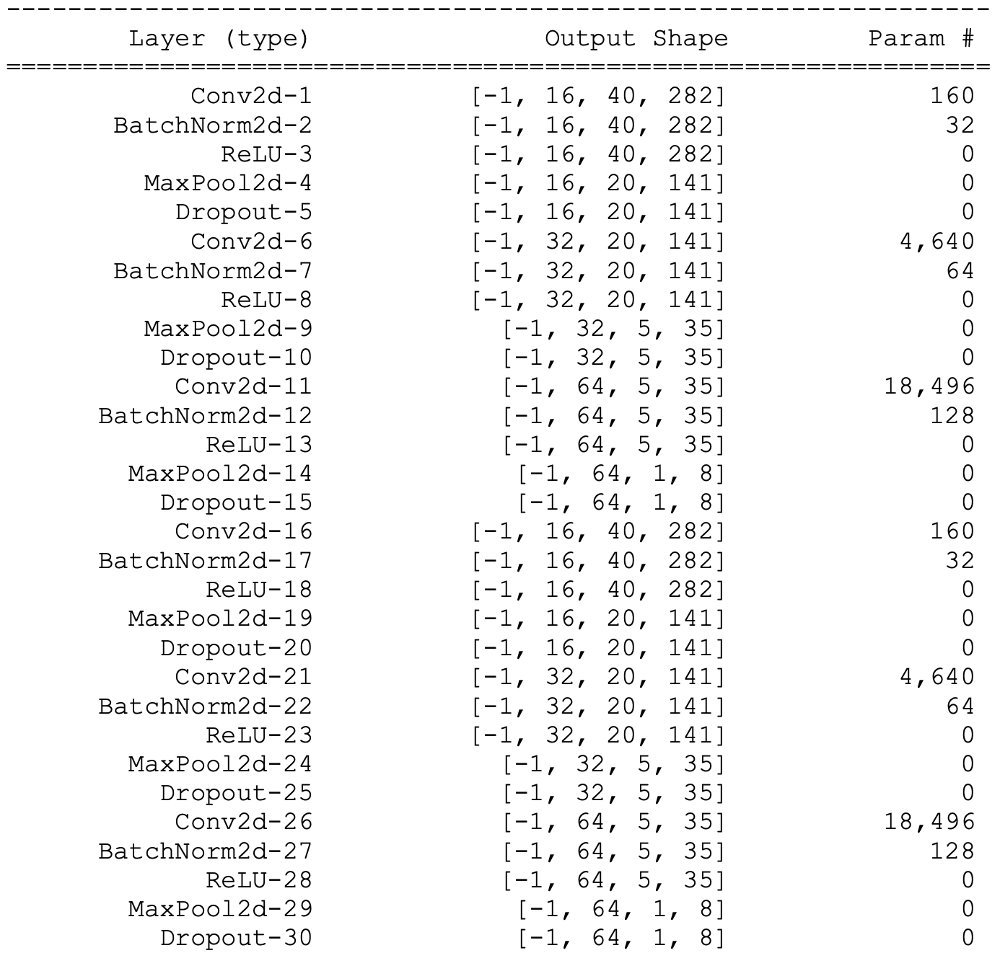 ----------------------------------------------------------------
Layer (type) Output Shape Param #
================================================================
Conv2d-1 [-1, 16, 40, 282] 160
BatchNorm2d-2 [-1, 16, 40, 282] 32
ReLU-3 [-1, 16, 40, 282] 0
MaxPool2d-4 [-1, 16, 20, 141] 0
Dropout-5 [-1, 16, 20, 141] 0
Conv2d-6 [-1, 32, 20, 141] 4,640
BatchNorm2d-7 [-1, 32, 20, 141] 64
ReLU-8 [-1, 32, 20, 141] 0
MaxPool2d-9 [-1, 32, 5, 35] 0
Dropout-10 [-1, 32, 5, 35] 0
Conv2d-11 [-1, 64, 5, 35] 18,496
BatchNorm2d-12 [-1, 64, 5, 35] 128
ReLU-13 [-1, 64, 5, 35] 0
MaxPool2d-14 [-1, 64, 1, 8] 0
Dropout-15 [-1, 64, 1, 8] 0
Conv2d-16 [-1, 16, 40, 282] 160
BatchNorm2d-17 [-1, 16, 40, 282] 32
ReLU-18 [-1, 16, 40, 282] 0
MaxPool2d-19 [-1, 16, 20, 141] 0
Dropout-20 [-1, 16, 20, 141] 0
Conv2d-21 [-1, 32, 20, 141] 4,640
BatchNorm2d-22 [-1, 32, 20, 141] 64
ReLU-23 [-1, 32, 20, 141] 0
MaxPool2d-24 [-1, 32, 5, 35] 0
Dropout-25 [-1, 32, 5, 35] 0
Conv2d-26 [-1, 64, 5, 35] 18,496
BatchNorm2d-27 [-1, 64, 5, 35] 128
ReLU-28 [-1, 64, 5, 35] 0
MaxPool2d-29 [-1, 64, 1, 8] 0
Dropout-30 [-1, 64, 1, 8] 0